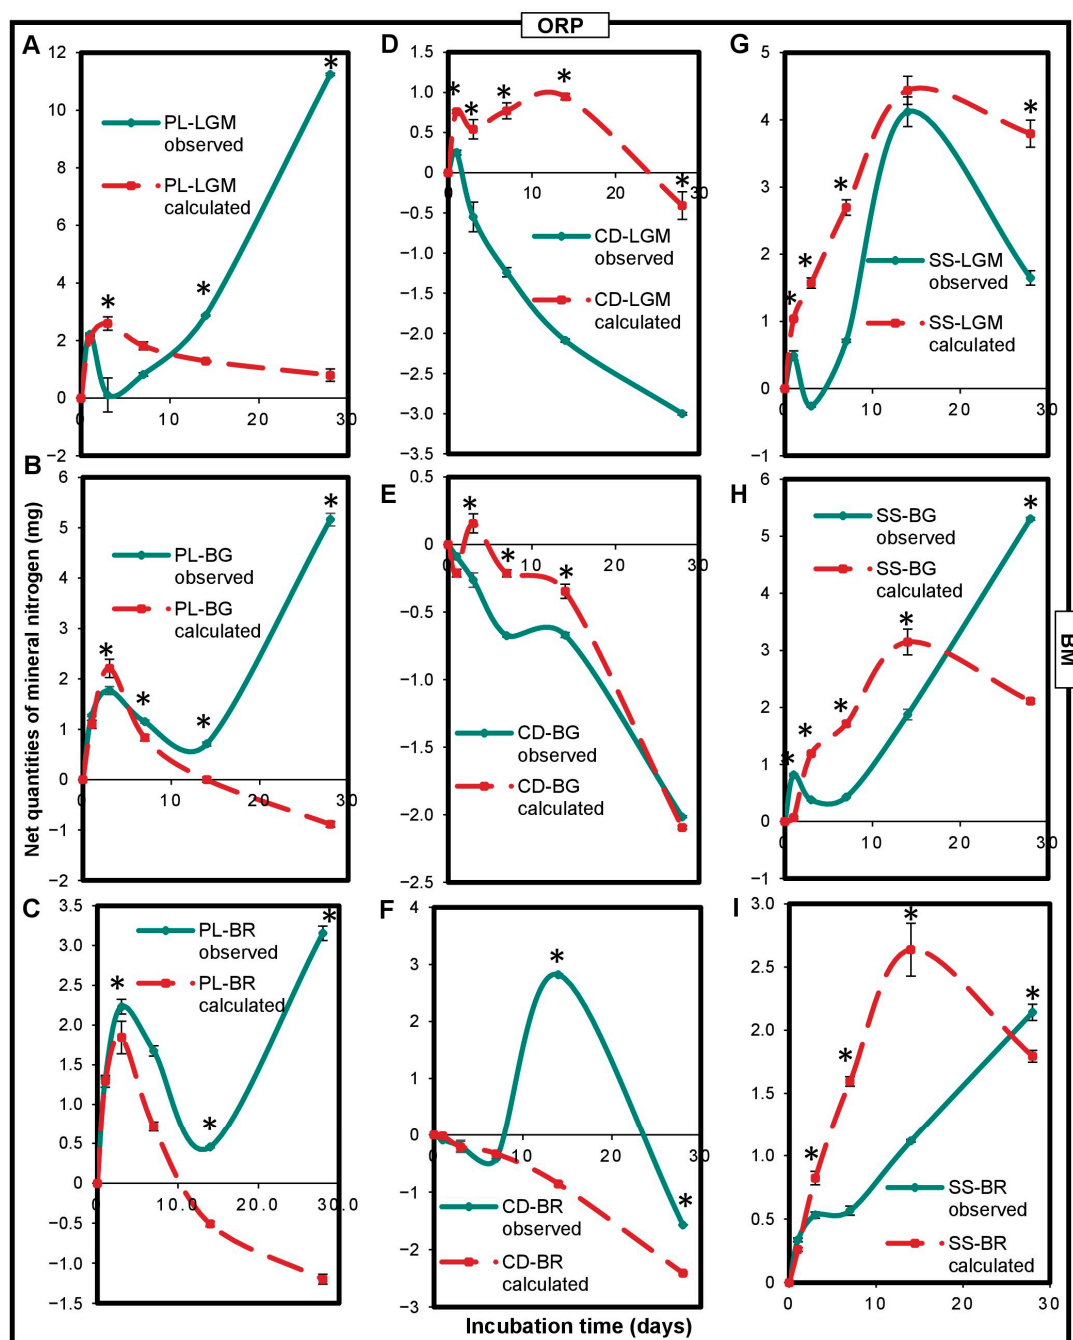 ORP
A
12
10
8
6
4
2
0
−2
0
10
20
30
PL-LGM
observed
PL-LGM
calculated
*
*
*
D
1.5
1.0
0.5
0
−0.5
−1.0
−1.5
−2.0
−2.5
−3.0
−3.5
0
10
20
30
CD-LGM
observed
CD-LGM
calculated
*
*
*
*
*
G
5
4
3
2
1
0
−1
0
10
20
30
SS-LGM
observed
SS-LGM
calculated
*
*
*
*
B
6
5
4
3
2
1
0
−1
−2
0
10
20
30
PL-BG
observed
PL-BG
calculated
*
*
*
*
E
0.5
0
−0.5
−1.0
−1.5
−2.0
−2.5
0
10
20
30
CD-BG
observed
CD-BG
calculated
*
*
*
H
6
5
4
3
2
1
0
−1
0
10
20
30
SS-BG
observed
SS-BG
calculated
*
*
*
*
*
BM
Net quantities of mineral nitrogen (mg)
C
3.5
3.0
2.5
2.0
1.5
1.0
0.5
0
−0.5
−1.0
−1.5
0
10.0
20.0
30.0
PL-BR
observed
PL-BR
calculated
*
*
*
F
4
3
2
1
0
−1
−2
−3
0
10
20
30
CD-BR
observed
CD-BR
calculated
*
*
I
3.0
2.5
2.0
1.5
1.0
0.5
0
0
10
20
30
SS-BR
observed
SS-BR
calculated
*
*
*
*
Incubation time (days)